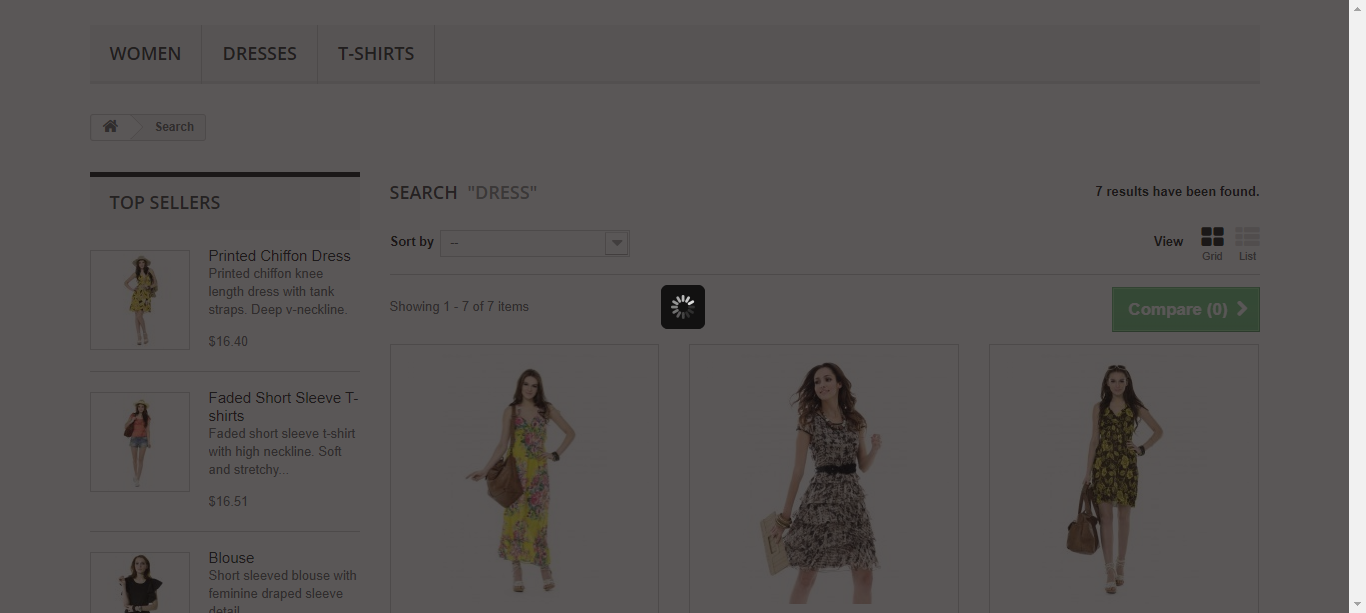 WOMEN
DRESSES
T-SHIRTS
Search
TOP SELLERS
Printed Chiffon Dress
Printed chiffon knee
length dress with tank
straps. Deep v-neckline.
$16.40
Faded Short Sleeve T-
shirts
Faded short sleeve t-shirt
with high neckline. Soft
and stretchy...
$16.51
Blouse
Short sleeved blouse with
feminine draped sleeve
detail.
SEARCH "DRESS"
7 results have been found.
Sort by --
View
Grid
List
Showing 1 - 7 of 7 items
Compare (0)